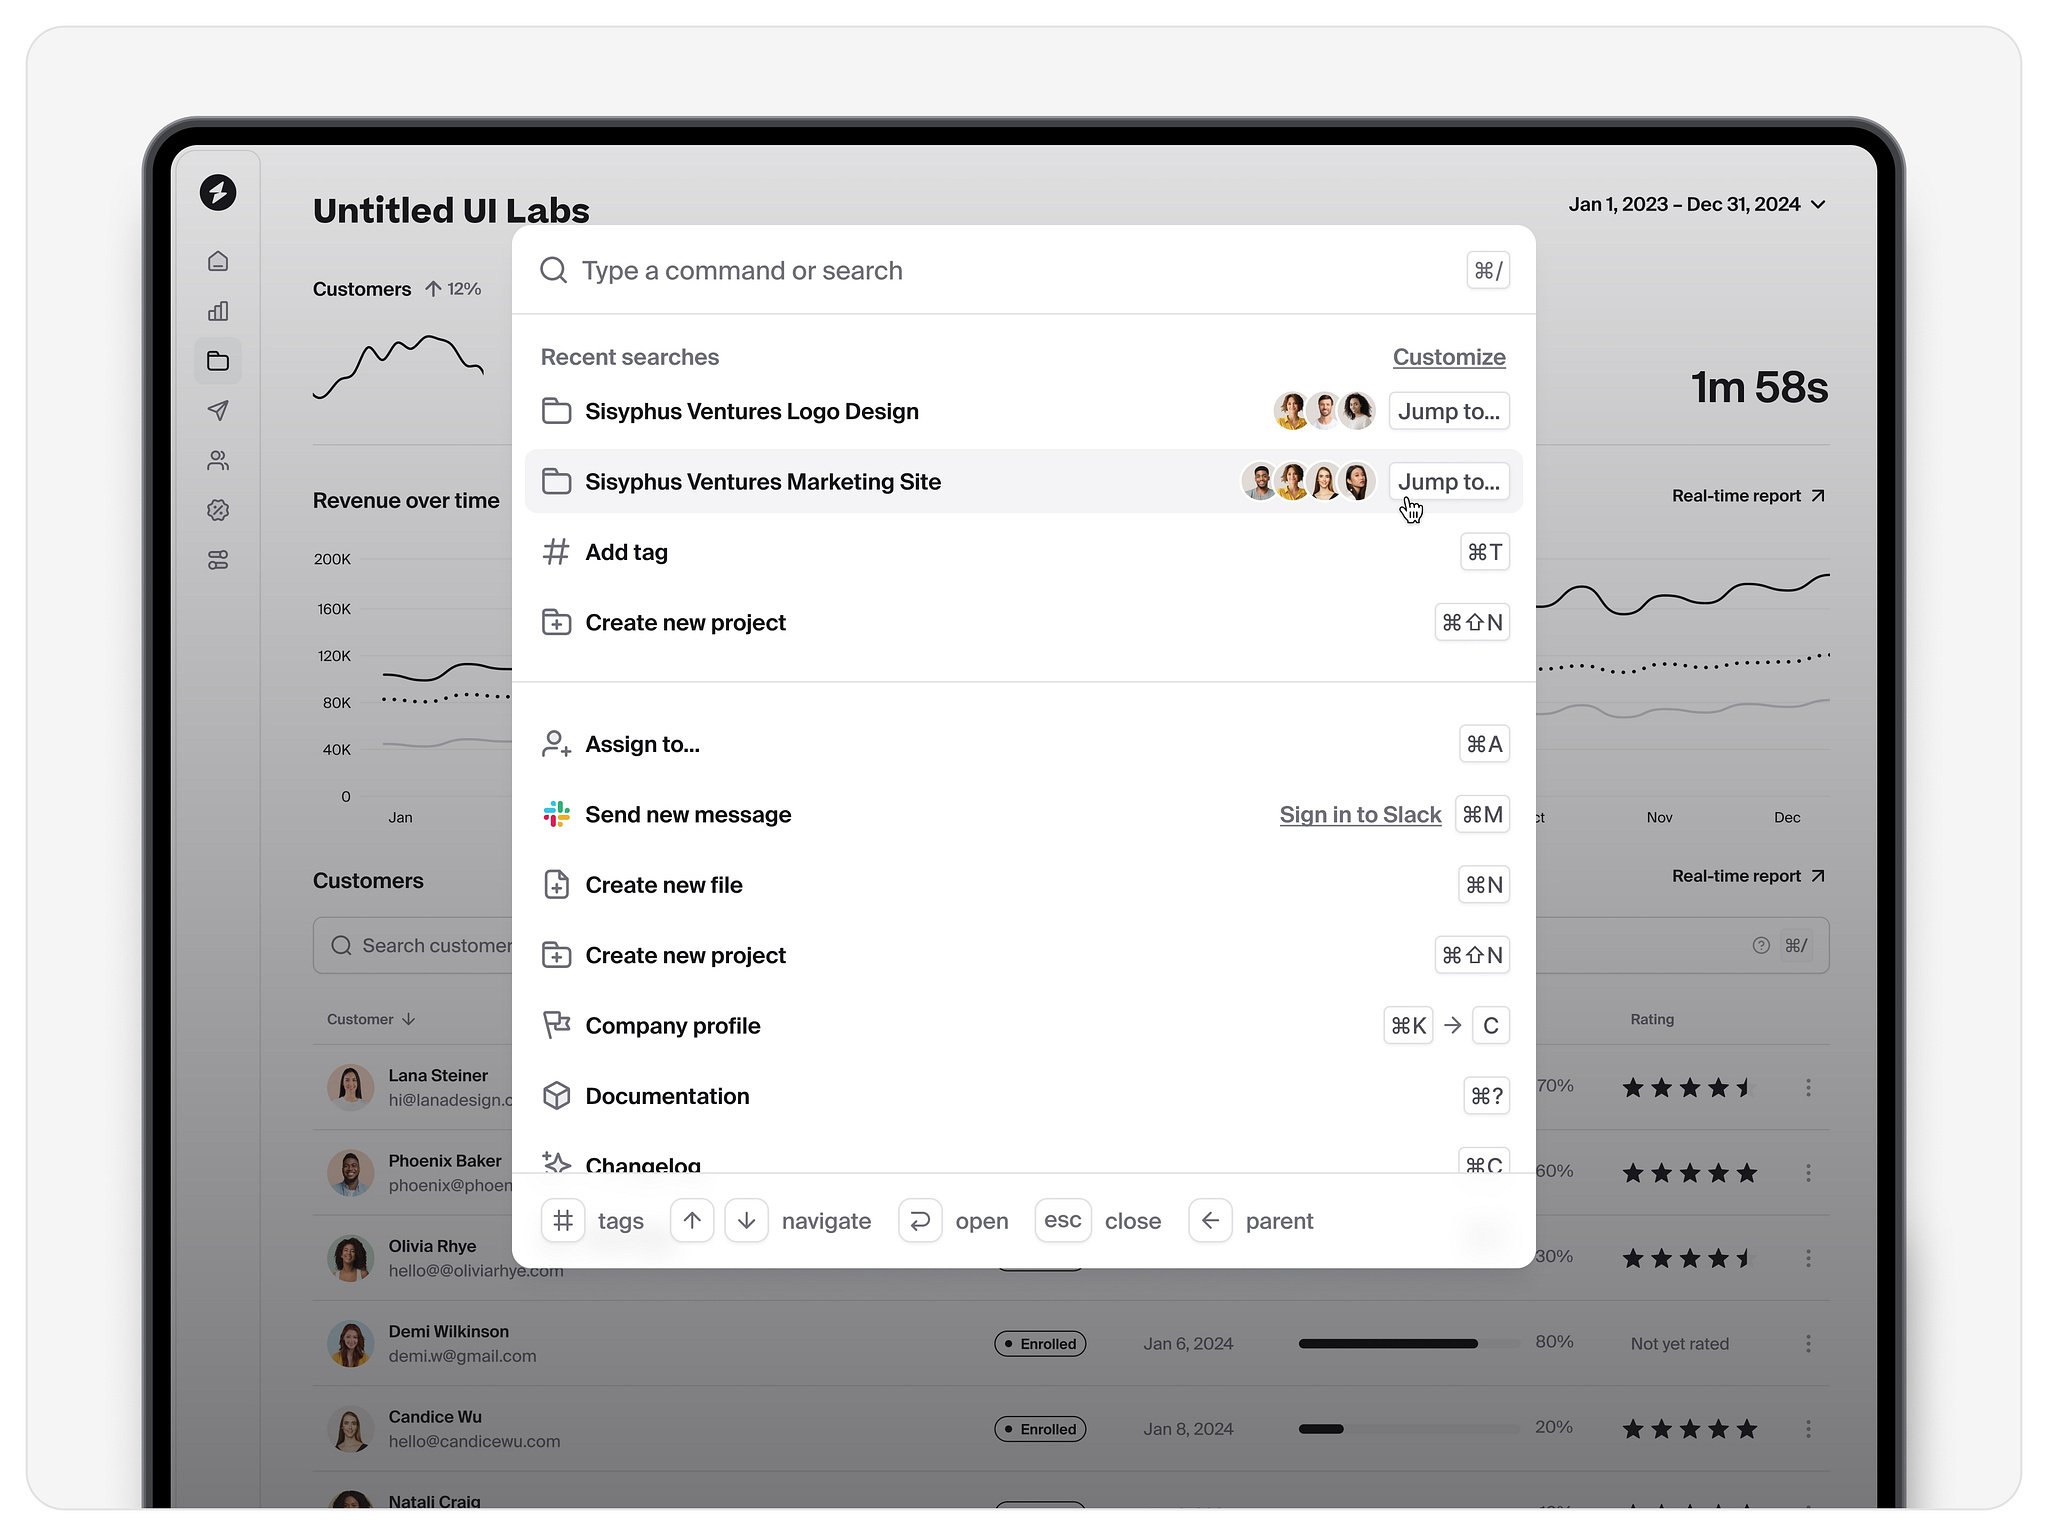 Untitled UI Labs
Jan 1, 2023 – Dec 31, 2024
Customers ↑ 12%
1m 58s
Revenue over time
Real-time report
200K
160K
120K
80K
40K
0
Jan
Nov
Dec
Customers
Real-time report
Search customer
⌘/
Customer ↓
Rating
Lana Steiner
hi@lanadesign.c
70%
Phoenix Baker
phoenix@phoen
60%
Olivia Rhye
hello@@oliviarhye.com
30%
Demi Wilkinson
demi.w@gmail.com
Enrolled
Jan 6, 2024
80%
Not yet rated
Candice Wu
hello@candicewu.com
Enrolled
Jan 8, 2024
20%
Natali Craig
Type a command or search
⌘/
Recent searches
Customize
Sisyphus Ventures Logo Design
Jump to...
Sisyphus Ventures Marketing Site
Jump to...
Add tag
⌘T
Create new project
⌘⇧N
Assign to...
⌘A
Send new message
Sign in to Slack
⌘M
Create new file
⌘N
Create new project
⌘⇧N
Company profile
⌘K → C
Documentation
⌘?
Changelog
⌘C
# tags ↑ ↓ navigate open esc close ← parent